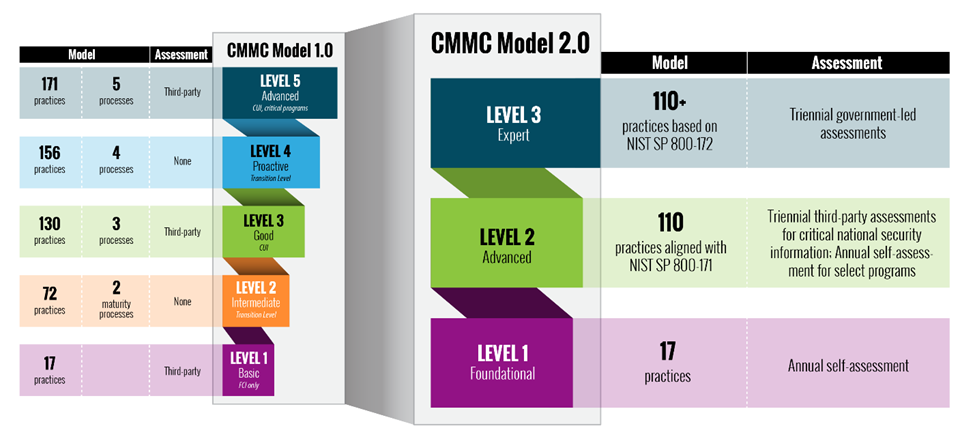 Model
Assessment
CMMC Model 1.0
171
practices
5
processes
Third-party
LEVEL 5
Advanced
CUI, critical programs
156
practices
4
processes
None
LEVEL 4
Proactive
Transition Level
130
practices
3
processes
Third-party
LEVEL 3
Good
CUI
72
practices
2
maturity
processes
None
LEVEL 2
Intermediate
Transition Level
17
practices
Third-party
LEVEL 1
Basic
FCI only
CMMC Model 2.0
Model
Assessment
LEVEL 3
Expert
110+
practices based on
NIST SP 800-172
Triennial government-led
assessments
LEVEL 2
Advanced
110
practices aligned with
NIST SP 800-171
Triennial third-party assessments
for critical national security
information; Annual self-assess-
ment for select programs
LEVEL 1
Foundational
17
practices
Annual self-assessment